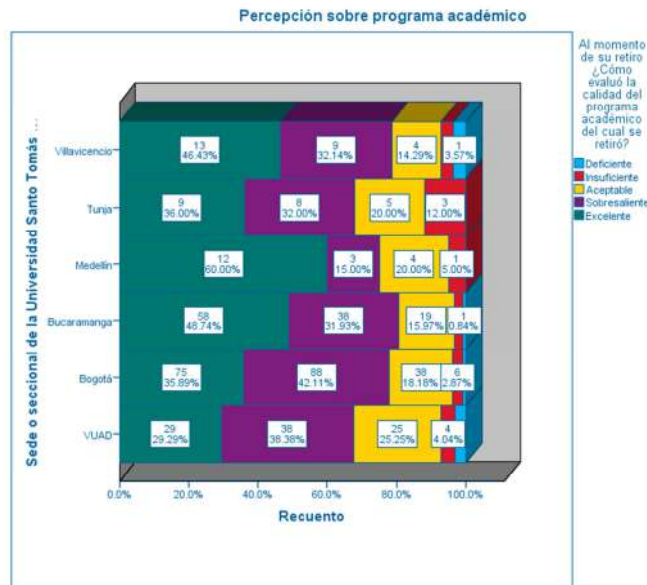 Percepción sobre programa académico
Al momento
de su retiro
¿Cómo
evaluó la
calidad del
programa
académico
del cual se
retiró?
Deficiente
Insuficiente
Aceptable
Sobresaliente
Excelente
Sede o seccional de la Universidad Santo Tomás ...
Villavicencio
13
46.43%
9
32.14%
4
14.29%
1
3.57%
Tunja
9
36.00%
8
32.00%
5
20.00%
3
12.00%
Medellín
12
60.00%
3
15.00%
4
20.00%
1
5.00%
Bucaramanga
58
48.74%
38
31.93%
19
15.97%
1
0.84%
Bogotá
75
35.89%
88
42.11%
38
18.18%
6
2.87%
VUAD
29
29.29%
38
38.38%
25
25.25%
4
4.04%
0.0%
20.0%
40.0%
60.0%
80.0%
100.0%
Recuento